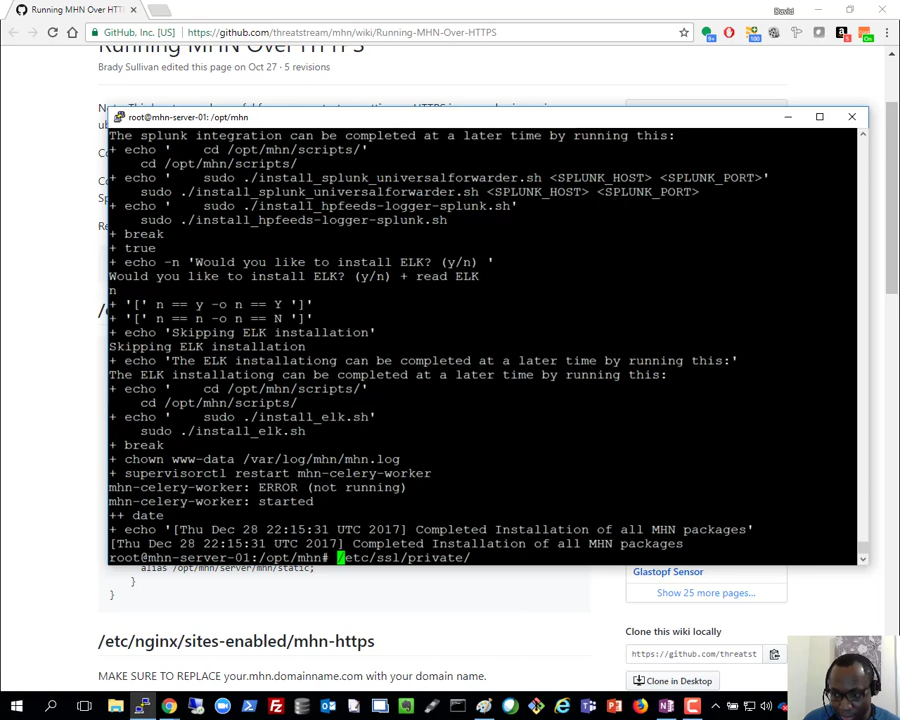 Running MHN Over HTTPS
David
GitHub, Inc. [US]
https://github.com/threatstream/mhn/wiki/Running-MHN-Over-HTTPS
Running MHN Over HTTPS
Brady Sullivan edited this page on Oct 27 · 5 revisions
root@mhn-server-01: /opt/mhn
The splunk integration can be completed at a later time by running this:
+ echo '    cd /opt/mhn/scripts/'
    cd /opt/mhn/scripts/
+ echo '    sudo ./install_splunk_universalforwarder.sh <SPLUNK_HOST> <SPLUNK_PORT>'
    sudo ./install_splunk_universalforwarder.sh <SPLUNK_HOST> <SPLUNK_PORT>
+ echo '    sudo ./install_hpfeeds-logger-splunk.sh'
    sudo ./install_hpfeeds-logger-splunk.sh
+ break
+ true
+ echo -n 'Would you like to install ELK? (y/n) '
Would you like to install ELK? (y/n) + read ELK
n
+ '[' n == y -o n == Y ']'
+ '[' n == n -o n == N ']'
+ echo 'Skipping ELK installation'
Skipping ELK installation
+ echo 'The ELK installationg can be completed at a later time by running this:'
The ELK installationg can be completed at a later time by running this:
+ echo '    cd /opt/mhn/scripts/'
    cd /opt/mhn/scripts/
+ echo '    sudo ./install_elk.sh'
    sudo ./install_elk.sh
+ break
+ chown www-data /var/log/mhn/mhn.log
+ supervisorctl restart mhn-celery-worker
mhn-celery-worker: ERROR (not running)
mhn-celery-worker: started
++ date
+ echo '[Thu Dec 28 22:15:31 UTC 2017] Completed Installation of all MHN packages'
[Thu Dec 28 22:15:31 UTC 2017] Completed Installation of all MHN packages
root@mhn-server-01:/opt/mhn# /etc/ssl/private/
alias /opt/mhn/server/mhn/static;
}
}
/etc/nginx/sites-enabled/mhn-https
MAKE SURE TO REPLACE your.mhn.domainname.com with your domain name.
Glastopf Sensor
Show 25 more pages...
Clone this wiki locally
https://github.com/threatst
Clone in Desktop